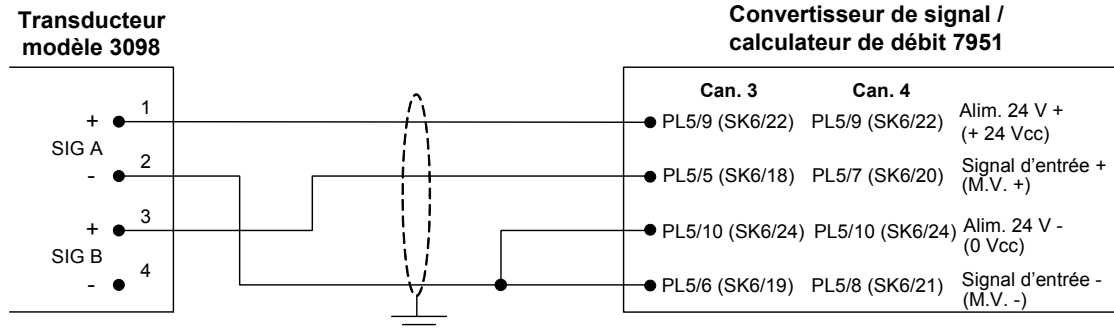 Transducteur
modèle 3098
Convertisseur de signal /
calculateur de débit 7951
Can. 3 Can. 4
+ 1
SIG A
- 2
+ 3
SIG B
- 4
PL5/9 (SK6/22) PL5/9 (SK6/22) Alim. 24 V +
(+ 24 Vcc)
PL5/5 (SK6/18) PL5/7 (SK6/20) Signal d'entrée +
(M.V. +)
PL5/10 (SK6/24) PL5/10 (SK6/24) Alim. 24 V -
(0 Vcc)
PL5/6 (SK6/19) PL5/8 (SK6/21) Signal d'entrée -
(M.V. -)